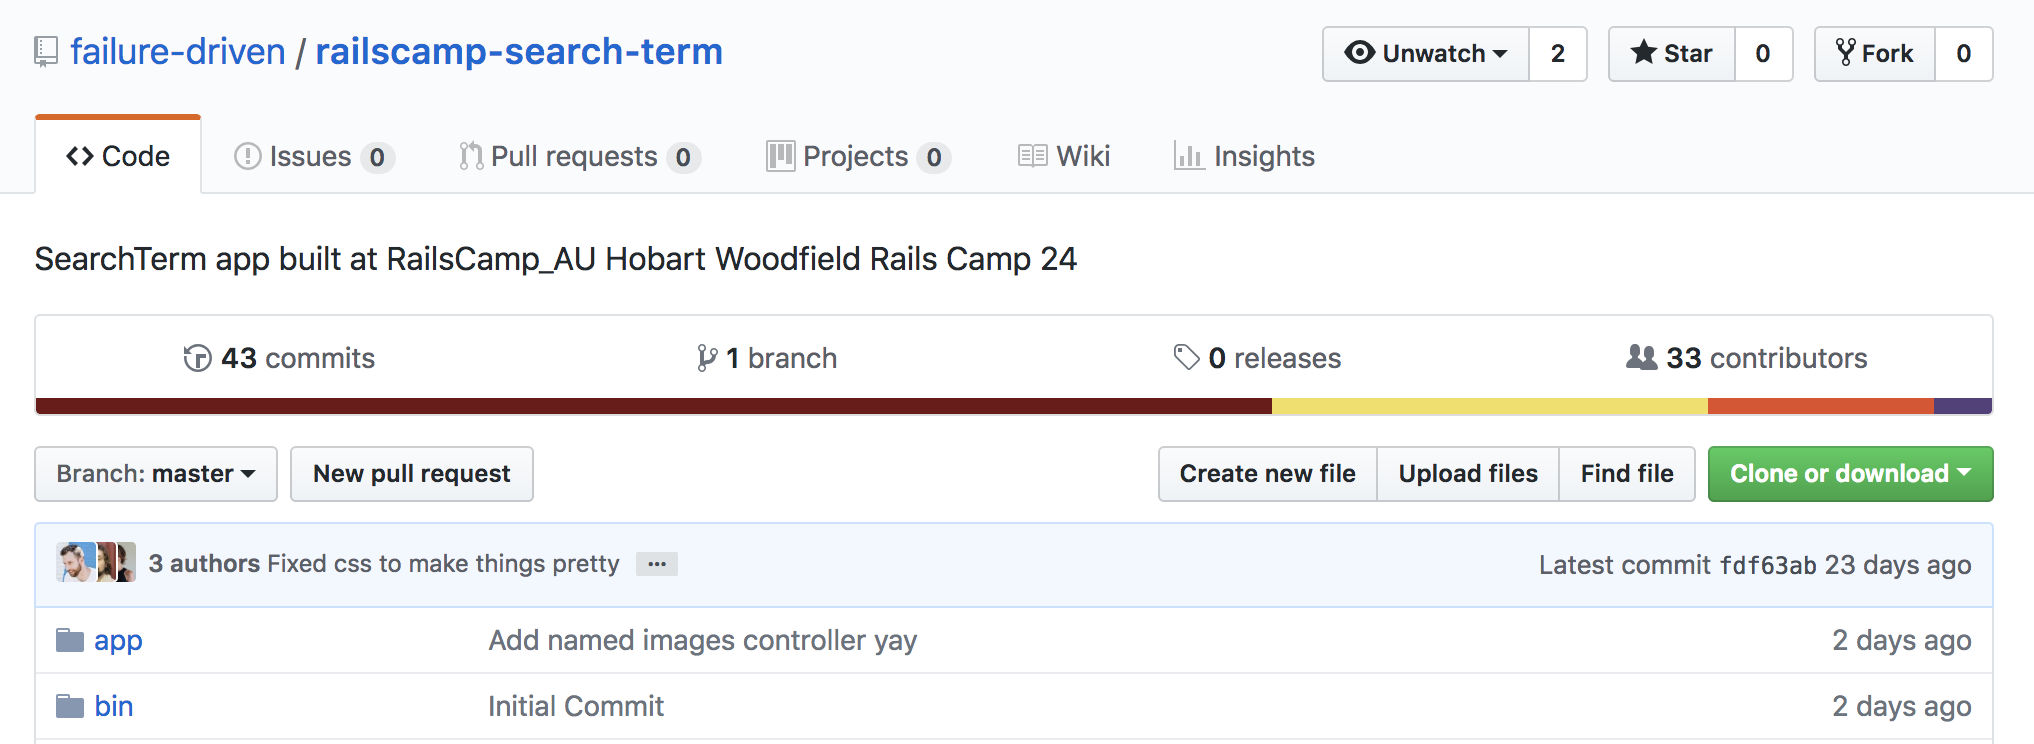 failure-driven / railscamp-search-term
Unwatch 2 Star 0 Fork 0
Code Issues 0 Pull requests 0 Projects 0 Wiki Insights
SearchTerm app built at RailsCamp_AU Hobart Woodfield Rails Camp 24
43 commits 1 branch 0 releases 33 contributors
Branch: master New pull request Create new file Upload files Find file Clone or download
3 authors Fixed css to make things pretty ... Latest commit fdf63ab 23 days ago
app Add named images controller yay 2 days ago
bin Initial Commit 2 days ago